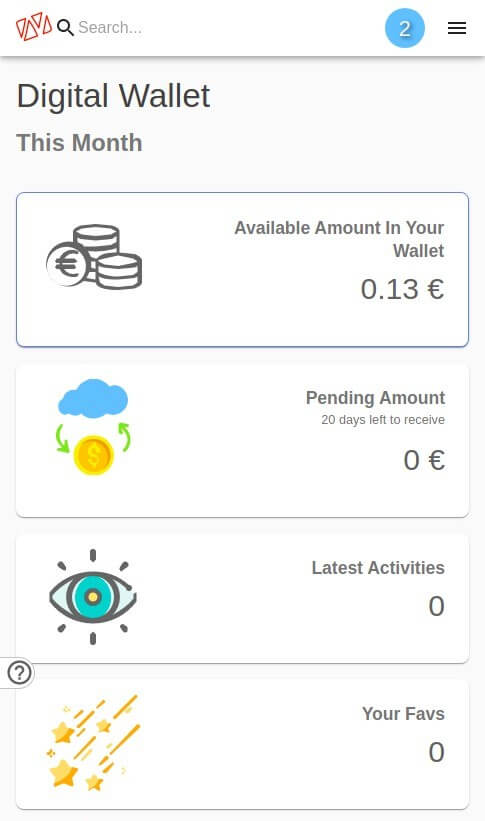 Search...
2
Digital Wallet
This Month
Available Amount In Your
Wallet
€
0.13 €
Pending Amount
20 days left to receive
$
0 €
Latest Activities
0
?
Your Favs
0